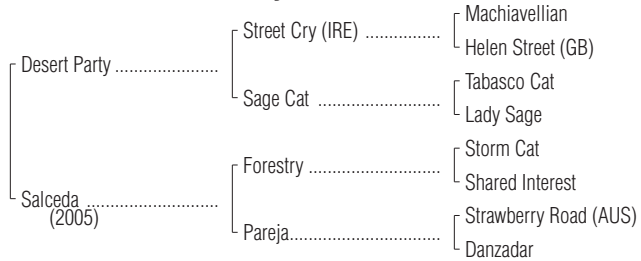 Machiavellian
Street Cry (IRE) ..................
Helen Street (GB)
Desert Party ........................
Tabasco Cat
Sage Cat .............................
Lady Sage
Storm Cat
Forestry ...............................
Shared Interest
Salceda ...............................
(2005)
Strawberry Road (AUS)
Pareja...................................
Danzadar